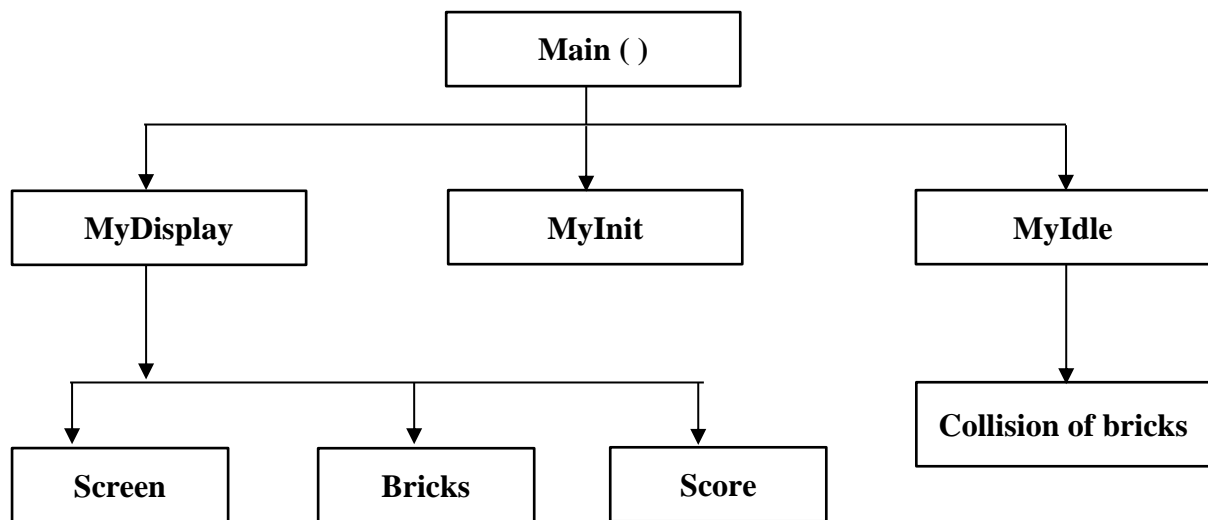 Main ( )
MyDisplay
MyInit
MyIdle
Collision of bricks
Screen
Bricks
Score